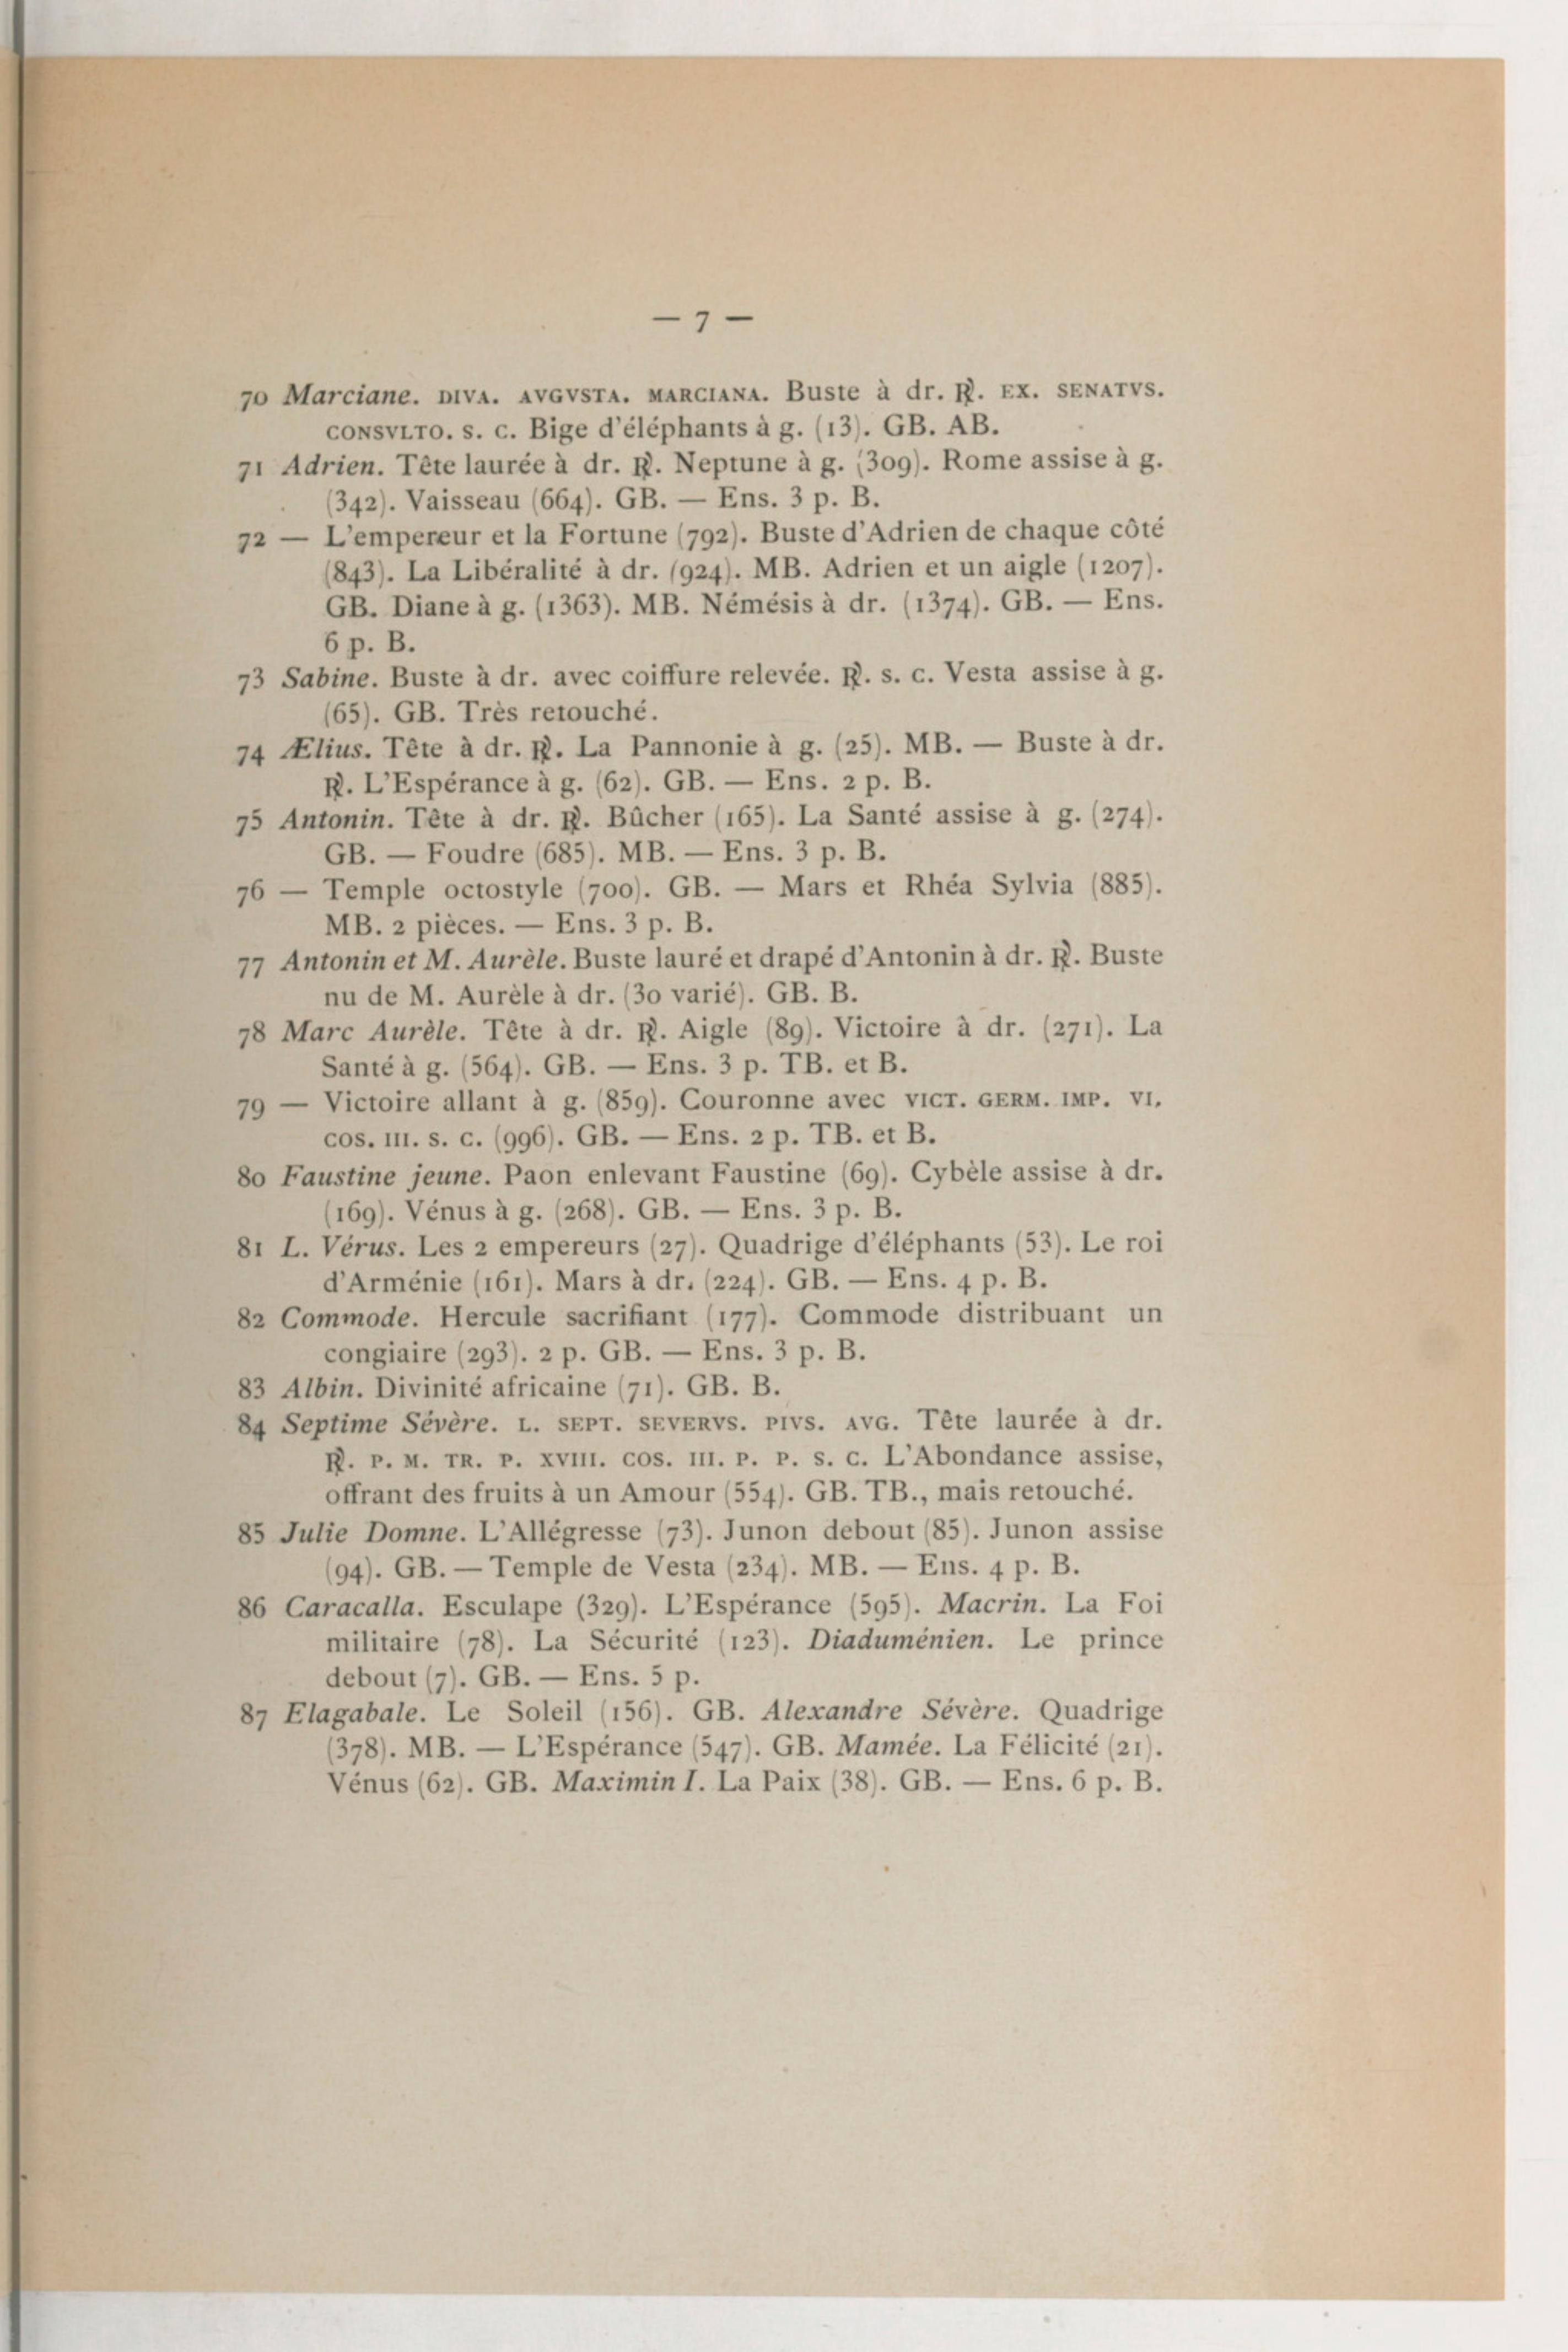 — 7 —
70 Marciane. DIVA. AVGVSTA. MARCIANA. Buste à dr. ℟. EX. SENATVS.
CONSVLTO. S. C. Bige d'éléphants à g. (13). GB. AB.
71 Adrien. Tête laurée à dr. ℟. Neptune à g. (309). Rome assise à g.
(342). Vaisseau (664). GB. — Ens. 3 p. B.
72 — L'empereur et la Fortune (792). Buste d'Adrien de chaque côté
(843). La Libéralité à dr. (924). MB. Adrien et un aigle (1207).
GB. Diane à g. (1363). MB. Némésis à dr. (1374). GB. — Ens.
6 p. B.
73 Sabine. Buste à dr. avec coiffure relevée. ℟. S. C. Vesta assise à g.
(65). GB. Très retouché.
74 Ælius. Tête à dr. ℟. La Pannonie à g. (25). MB. — Buste à dr.
℟. L'Espérance à g. (62). GB. — Ens. 2 p. B.
75 Antonin. Tête à dr. ℟. Bûcher (165). La Santé assise à g. (274).
GB. — Foudre (685). MB. — Ens. 3 p. B.
76 — Temple octostyle (700). GB. — Mars et Rhéa Sylvia (885).
MB. 2 pièces. — Ens. 3 p. B.
77 Antonin et M. Aurèle. Buste lauré et drapé d'Antonin à dr. ℟. Buste
nu de M. Aurèle à dr. (30 varié). GB. B.
78 Marc Aurèle. Tête à dr. ℟. Aigle (89). Victoire à dr. (271). La
Santé à g. (564). GB. — Ens. 3 p. TB. et B.
79 — Victoire allant à g. (859). Couronne avec VICT. GERM. IMP. VI.
COS. III. S. C. (996). GB. — Ens. 2 p. TB. et B.
80 Faustine jeune. Paon enlevant Faustine (69). Cybèle assise à dr.
(169). Vénus à g. (268). GB. — Ens. 3 p. B.
81 L. Vérus. Les 2 empereurs (27). Quadrige d'éléphants (53). Le roi
d'Arménie (161). Mars à dr. (224). GB. — Ens. 4 p. B.
82 Commode. Hercule sacrifiant (177). Commode distribuant un
congiaire (293). 2 p. GB. — Ens. 3 p. B.
83 Albin. Divinité africaine (71). GB. B.
84 Septime Sévère. L. SEPT. SEVERVS. PIVS. AVG. Tête laurée à dr.
℟. P. M. TR. P. XVIII. COS. III. P. P. S. C. L'Abondance assise,
offrant des fruits à un Amour (554). GB. TB., mais retouché.
85 Julie Domne. L'Allégresse (73). Junon debout (85). Junon assise
(94). GB. — Temple de Vesta (234). MB. — Ens. 4 p. B.
86 Caracalla. Esculape (329). L'Espérance (595). Macrin. La Foi
militaire (78). La Sécurité (123). Diaduménien. Le prince
debout (7). GB. — Ens. 5 p.
87 Elagabale. Le Soleil (156). GB. Alexandre Sévère. Quadrige
(378). MB. — L'Espérance (547). GB. Mamée. La Félicité (21).
Vénus (62). GB. Maximin I. La Paix (38). GB. — Ens. 6 p. B.